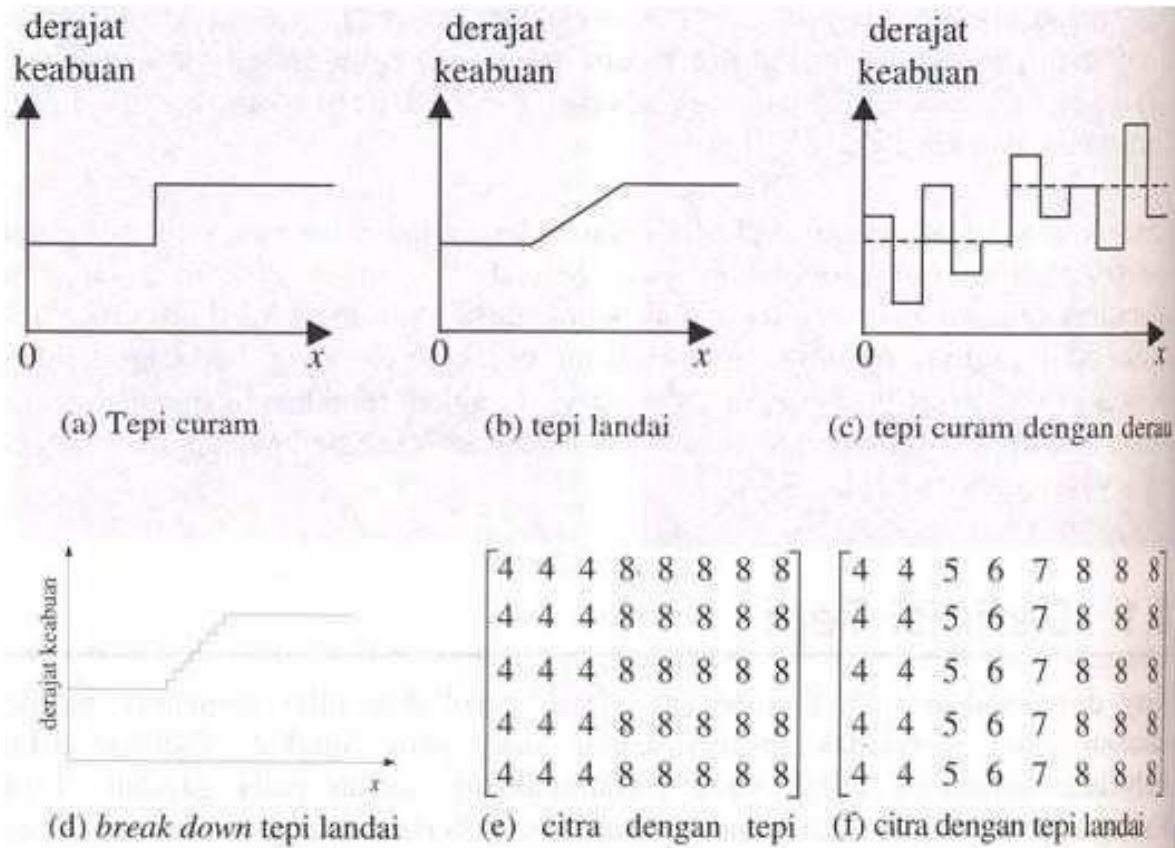 derajat
keabuan
0
x
(a) Tepi curam
derajat
keabuan
0
x
(b) tepi landai
derajat
keabuan
0
x
(c) tepi curam dengan derau
derajat keabuan
x
(d) break down tepi landai
4 4 4 8 8 8 8 8
4 4 4 8 8 8 8 8
4 4 4 8 8 8 8 8
4 4 4 8 8 8 8 8
4 4 4 8 8 8 8 8
(e) citra dengan tepi
4 4 5 6 7 8 8 8
4 4 5 6 7 8 8 8
4 4 5 6 7 8 8 8
4 4 5 6 7 8 8 8
4 4 5 6 7 8 8 8
(f) citra dengan tepi landai